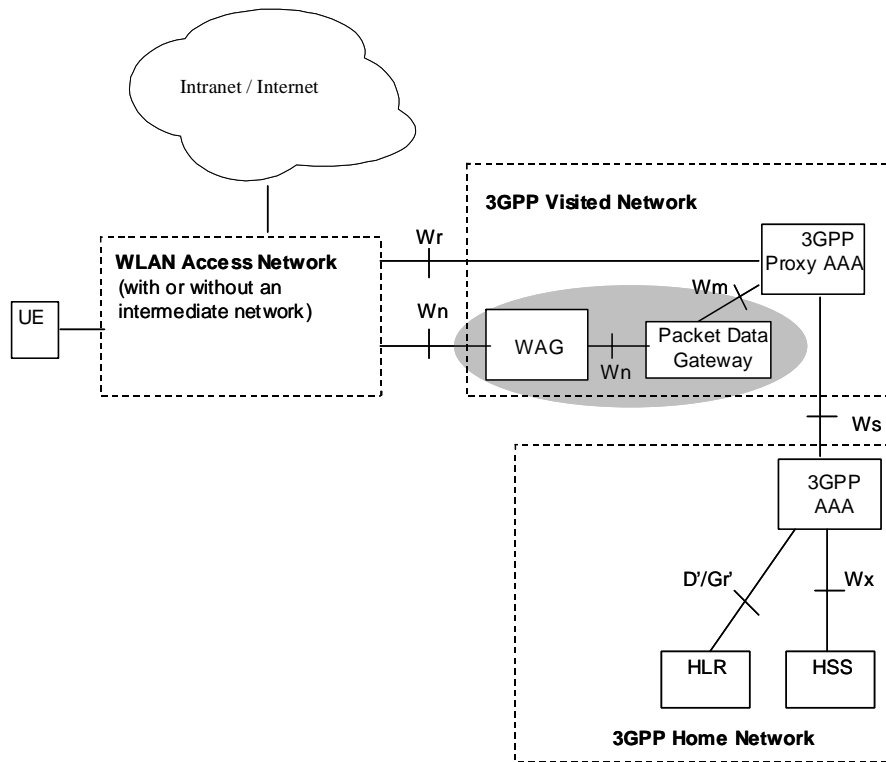 Intranet / Internet
3GPP Visited Network
Wr
3GPP
Proxy AAA
WLAN Access Network
(with or without an
intermediate network)
Wm
UE
Wn
WAG
Wn
Packet Data
Gateway
Ws
3GPP
AAA
D'/Gr'
Wx
HLR
HSS
3GPP Home Network